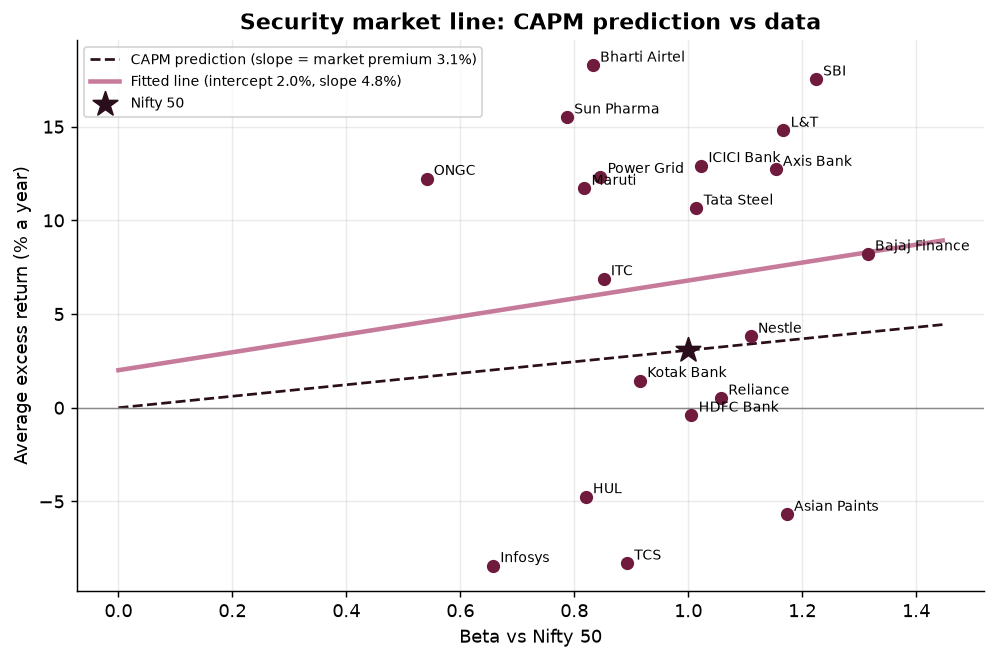 Security market line: CAPM prediction vs data
CAPM prediction (slope = market premium 3.1%)
Fitted line (intercept 2.0%, slope 4.8%)
Nifty 50
Bharti Airtel
SBI
Sun Pharma
L&T
ICICI Bank
Axis Bank
ONGC
Power Grid
Maruti
Tata Steel
Bajaj Finance
ITC
Nestle
Kotak Bank
Reliance
HDFC Bank
HUL
Asian Paints
Infosys
TCS
15
10
5
0
−5
0.0 0.2 0.4 0.6 0.8 1.0 1.2 1.4
Beta vs Nifty 50
Average excess return (% a year)